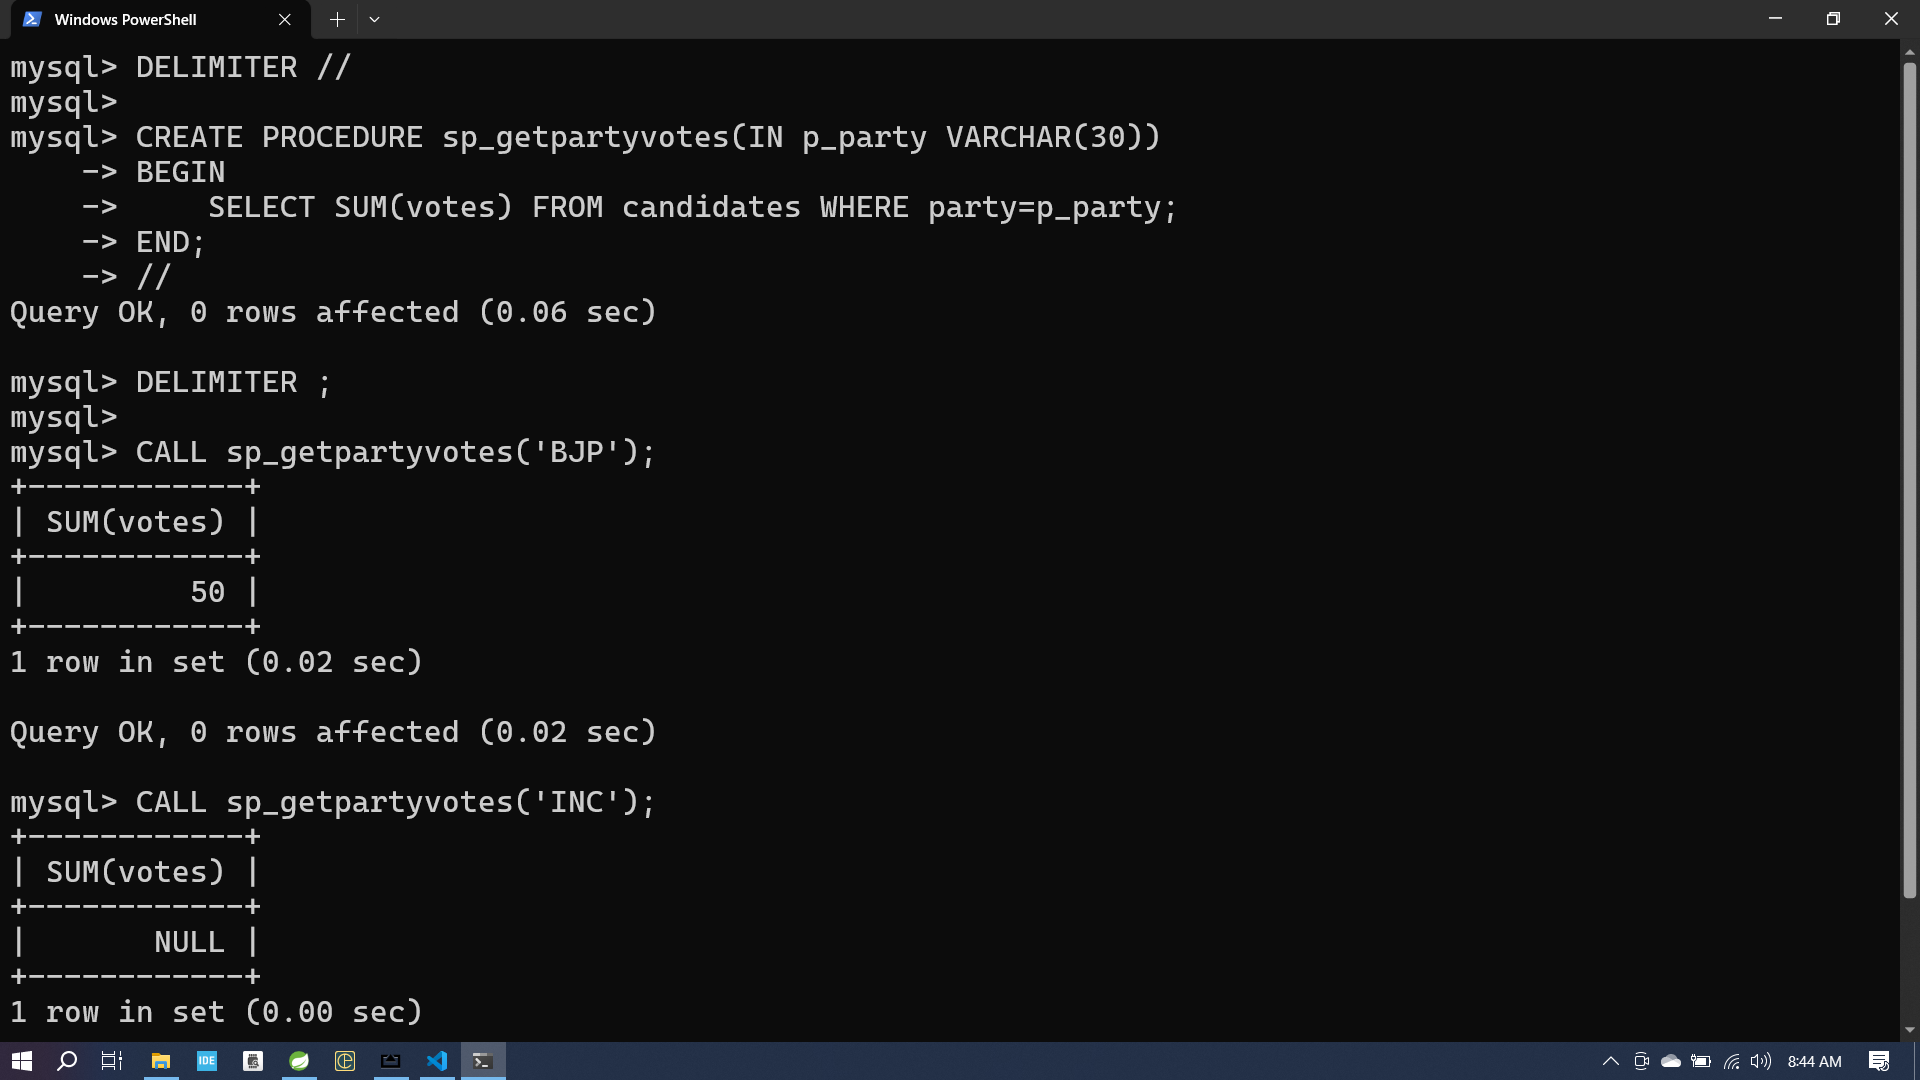 Windows PowerShell
mysql> DELIMITER //
mysql>
mysql> CREATE PROCEDURE sp_getpartyvotes(IN p_party VARCHAR(30))
    -> BEGIN
    ->     SELECT SUM(votes) FROM candidates WHERE party=p_party;
    -> END;
    -> //
Query OK, 0 rows affected (0.06 sec)

mysql> DELIMITER ;
mysql>
mysql> CALL sp_getpartyvotes('BJP');
+------------+
| SUM(votes) |
+------------+
|         50 |
+------------+
1 row in set (0.02 sec)

Query OK, 0 rows affected (0.02 sec)

mysql> CALL sp_getpartyvotes('INC');
+------------+
| SUM(votes) |
+------------+
|       NULL |
+------------+
1 row in set (0.00 sec)
IDE
8:44 AM